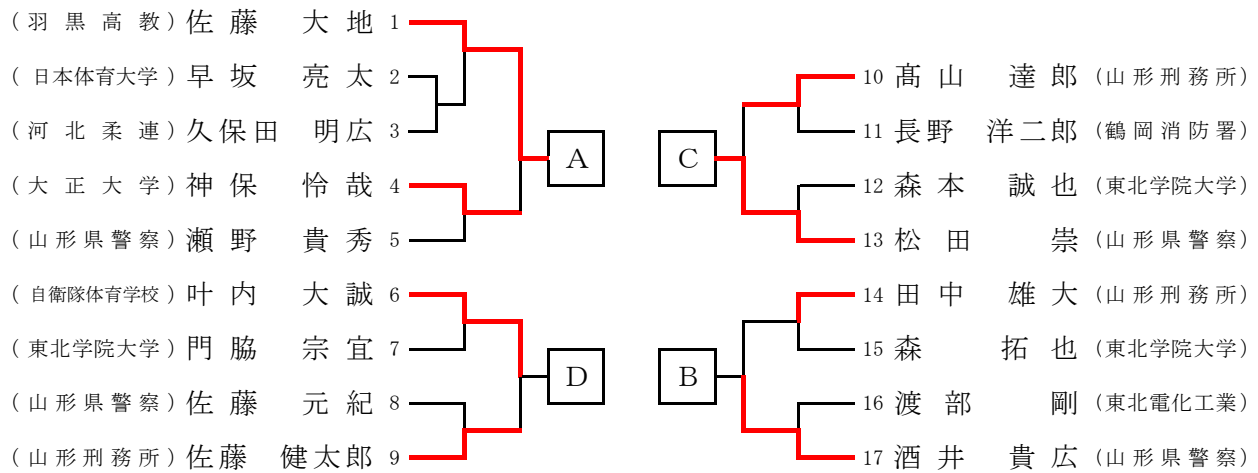 (羽黒高教) 佐藤 大地 1
(日本体育大学) 早坂 亮太 2
(河北柔連) 久保田 明広 3
(大正大学) 神保 怜哉 4
(山形県警察) 瀬野 貴秀 5
A
(自衛隊体育学校) 叶内 大誠 6
(東北学院大学) 門脇 宗宜 7
(山形県警察) 佐藤 元紀 8
(山形刑務所) 佐藤 健太郎 9
D
10 髙山 達郎 (山形刑務所)
11 長野 洋二郎 (鶴岡消防署)
12 森本 誠也 (東北学院大学)
13 松田 崇 (山形県警察)
C
14 田中 雄大 (山形刑務所)
15 森 拓也 (東北学院大学)
16 渡部 剛 (東北電化工業)
17 酒井 貴広 (山形県警察)
B